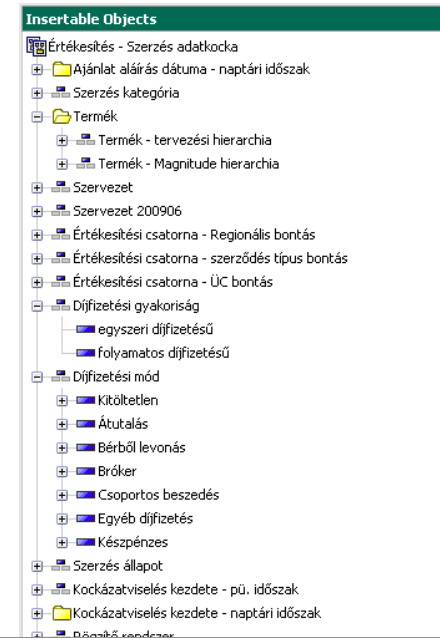 Insertable Objects
Értékesítés - Szerzés adatkocka
Ajánlat aláírás dátuma - naptári időszak
Szerzés kategória
Termék
Termék - tervezési hierarchia
Termék - Magnitude hierarchia
Szervezet
Szervezet 200906
Értékesítési csatorna - Regionális bontás
Értékesítési csatorna - szerződés típus bontás
Értékesítési csatorna - ÜC bontás
Díjfizetési gyakoriság
egyszeri díjfizetésű
folyamatos díjfizetésű
Díjfizetési mód
Kitöltetlen
Átutalás
Bérből levonás
Bróker
Csoportos beszedés
Egyéb díjfizetés
Készpénzes
Szerzés állapot
Kockázatviselés kezdete - pü. időszak
Kockázatviselés kezdete - naptári időszak
Rögzítő rendszer